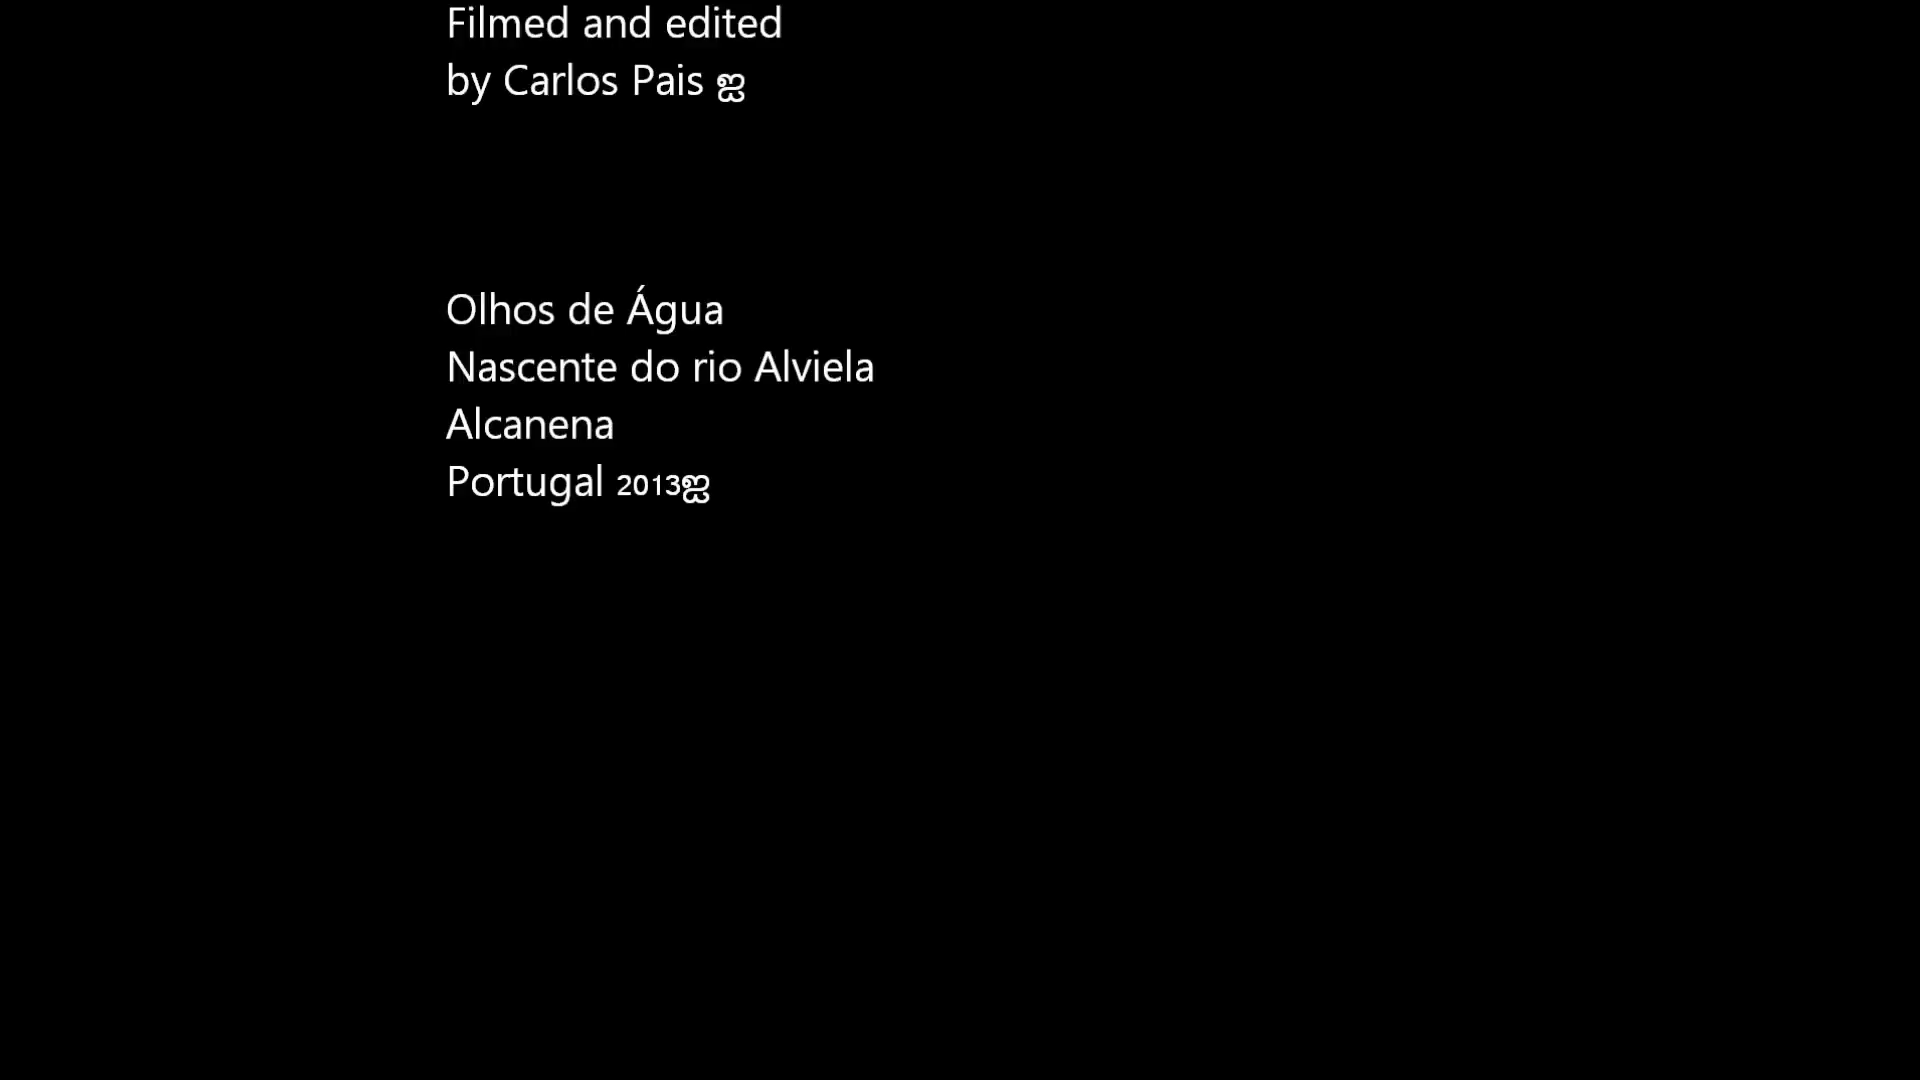 Filmed and edited
by Carlos Pais ஐ
Olhos de Água
Nascente do rio Alviela
Alcanena
Portugal 2013ஐ